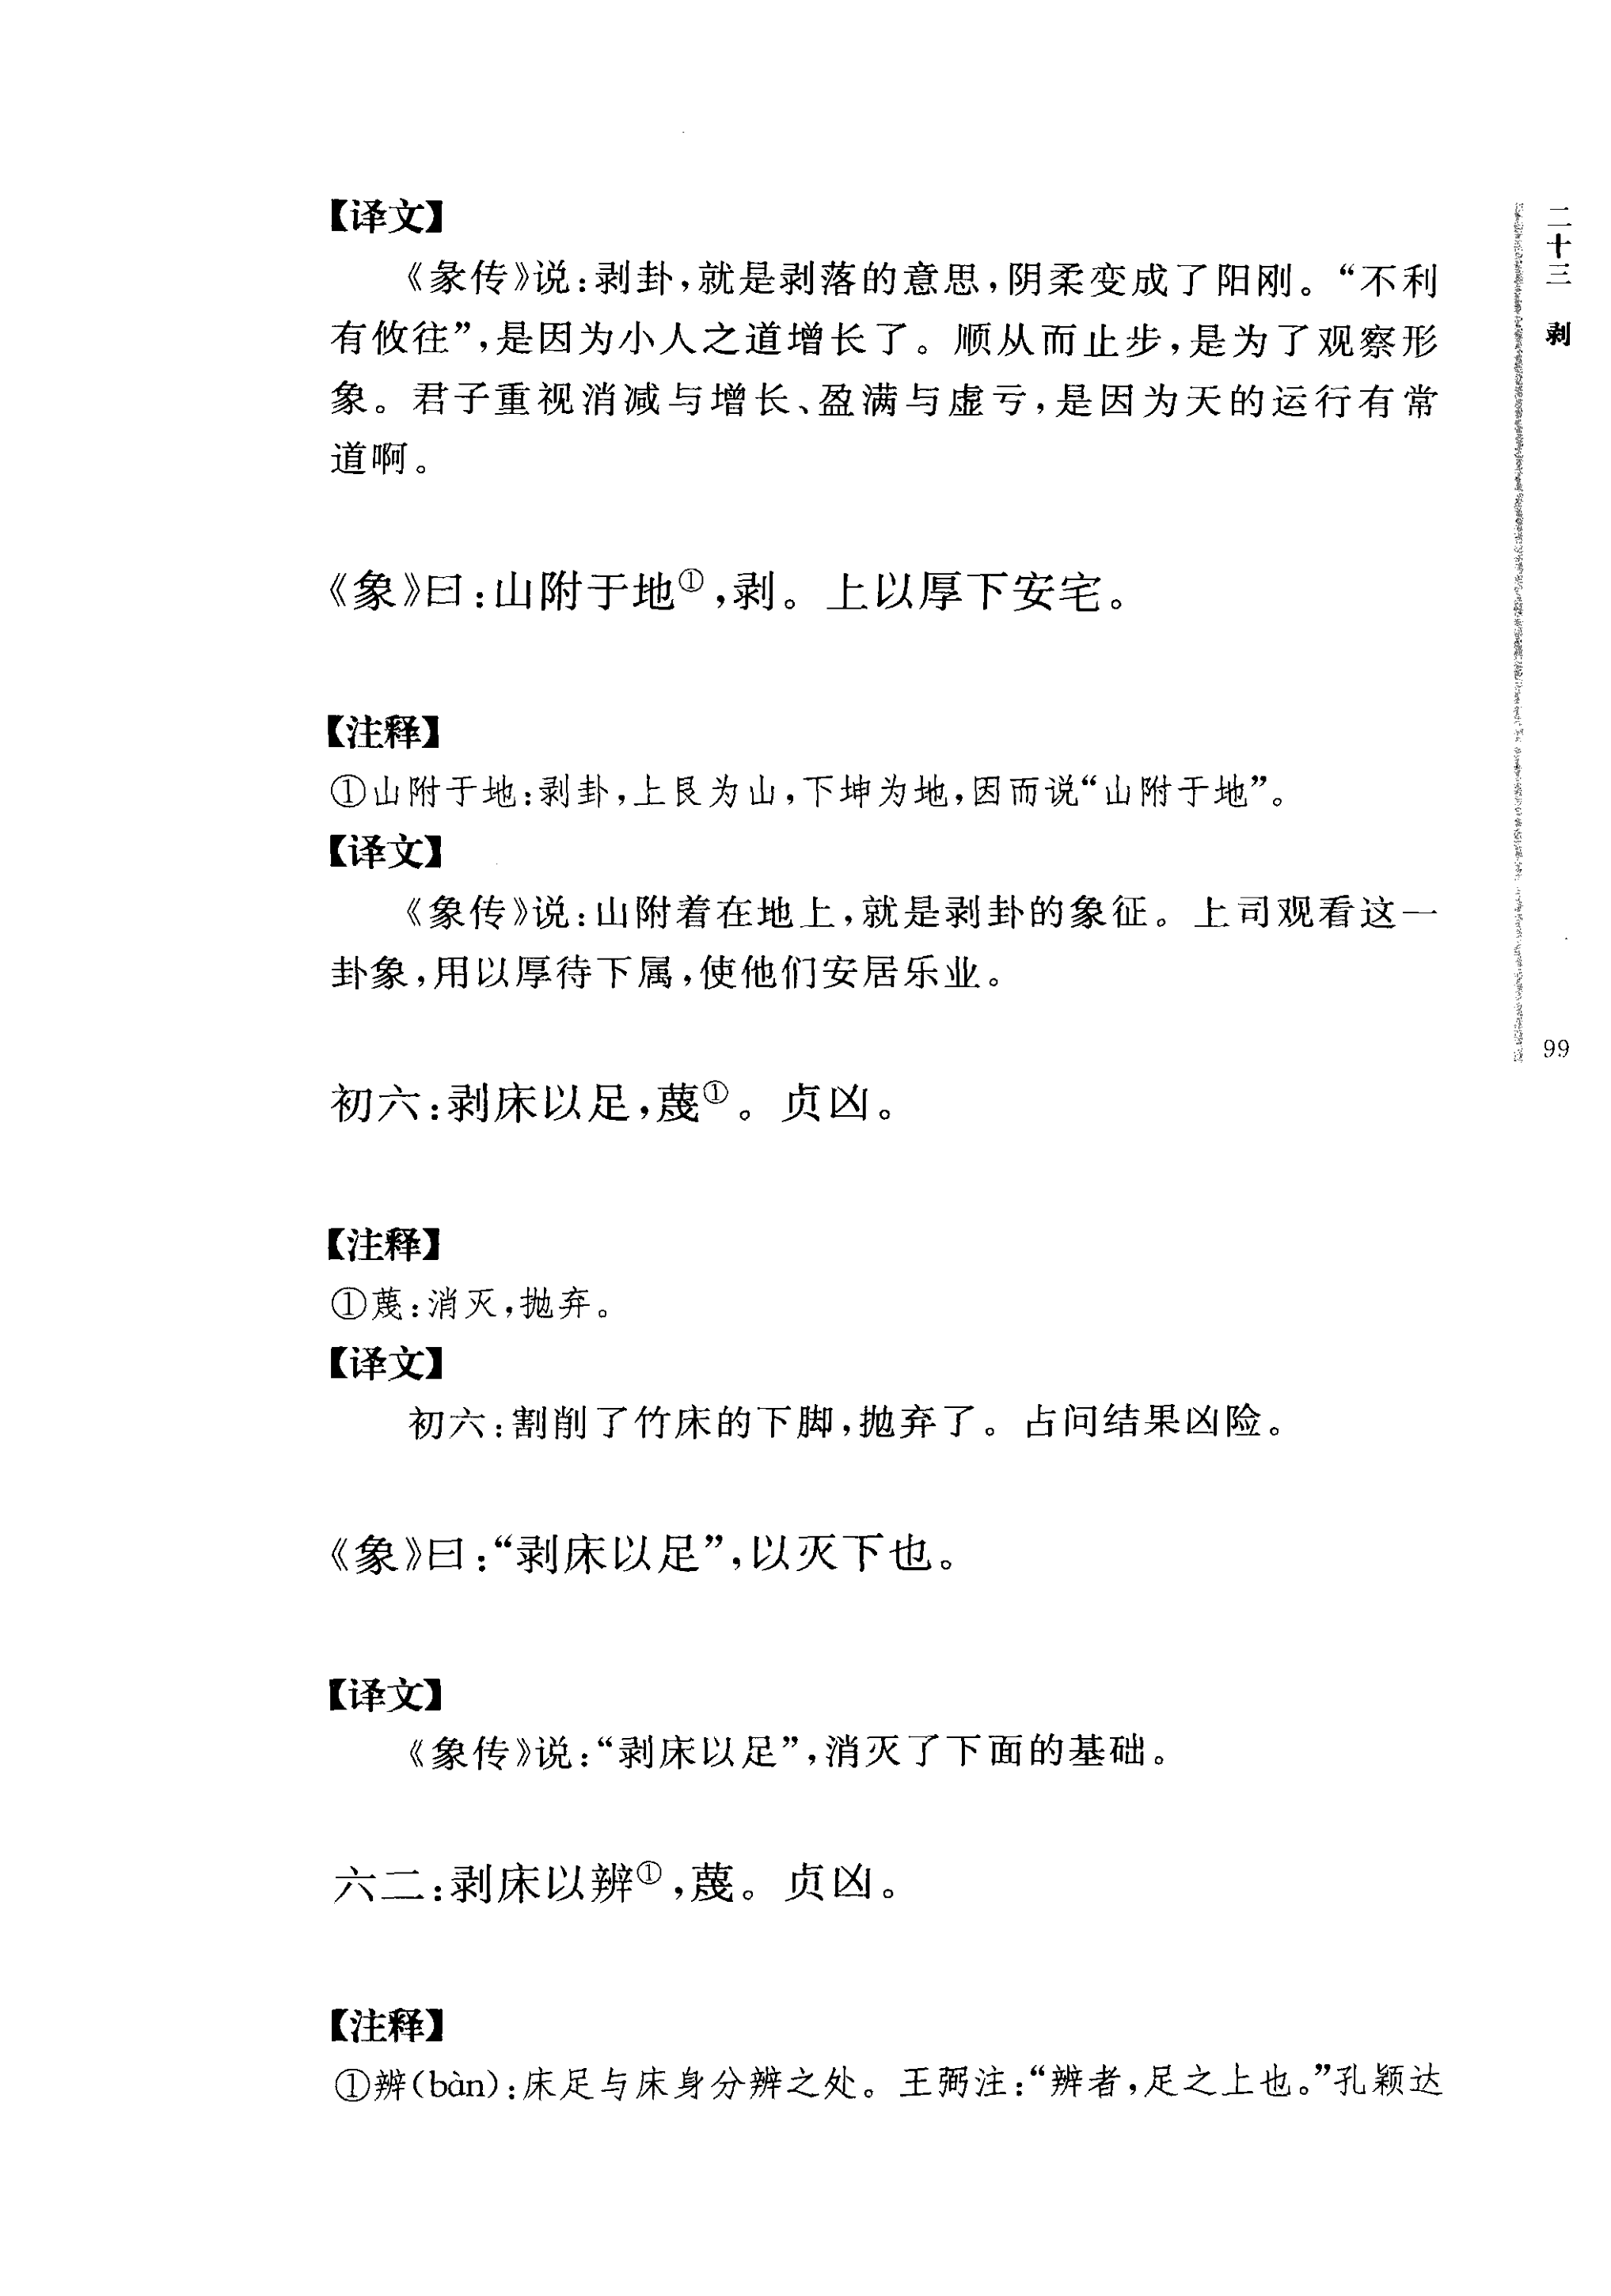 【译文】
《彖传》说:剥卦,就是剥落的意思,阴柔变成了阳刚。“不利
有攸往”,是因为小人之道增长了。顺从而止步,是为了观察形
象。君子重视消减与增长、盈满与虚亏,是因为天的运行有常
道啊。
《象》曰:山附于地①,剥。上以厚下安宅。
【注释】
①山附于地:剥卦,上艮为山,下坤为地,因而说“山附于地”。
【译文】
《象传》说:山附着在地上,就是剥卦的象征。上司观看这一
卦象,用以厚待下属,使他们安居乐业。
初六:剥床以足,蔑①。贞凶。
【注释】
①蔑:消灭,抛弃。
【译文】
初六:割削了竹床的下脚,抛弃了。占问结果凶险。
《象》曰:“剥床以足”,以灭下也。
【译文】
《象传》说:“剥床以足”,消灭了下面的基础。
六二:剥床以辨①,蔑。贞凶。
【注释】
①辨(bàn):床足与床身分辨之处。王弼注:“辨者,足之上也。”孔颖达
二十三 剥
99